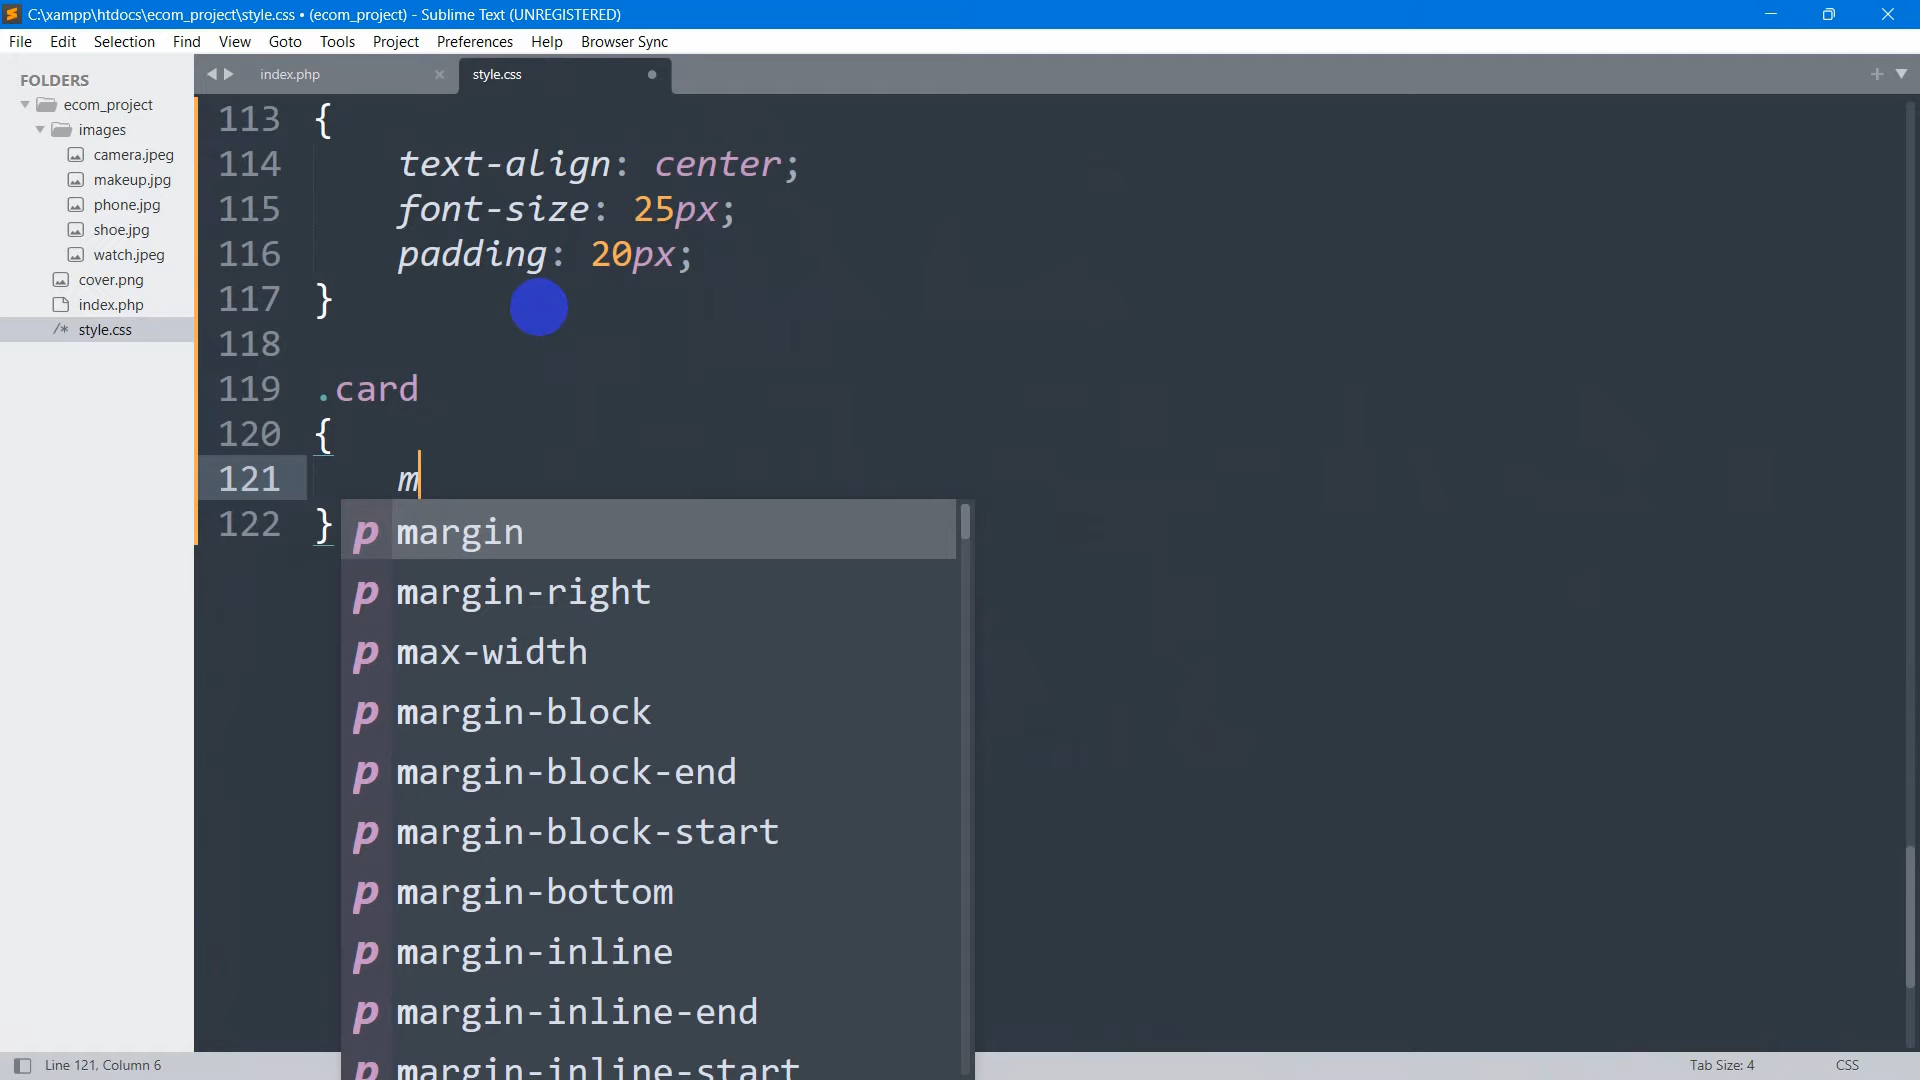 C:\xampp\htdocs\ecom_project\style.css • (ecom_project) - Sublime Text (UNREGISTERED)
File Edit Selection Find View Goto Tools Project Preferences Help Browser Sync
FOLDERS
ecom_project
images
camera.jpeg
makeup.jpg
phone.jpg
shoe.jpg
watch.jpeg
cover.png
index.php
/* style.css
index.php × style.css
113 {
114 text-align: center;
115 font-size: 25px;
116 padding: 20px;
117 }
118
119 .card
120 {
121 m
122 }
p margin
p margin-right
p max-width
p margin-block
p margin-block-end
p margin-block-start
p margin-bottom
p margin-inline
p margin-inline-end
p margin-inline-start
Line 121, Column 6 Tab Size: 4 CSS